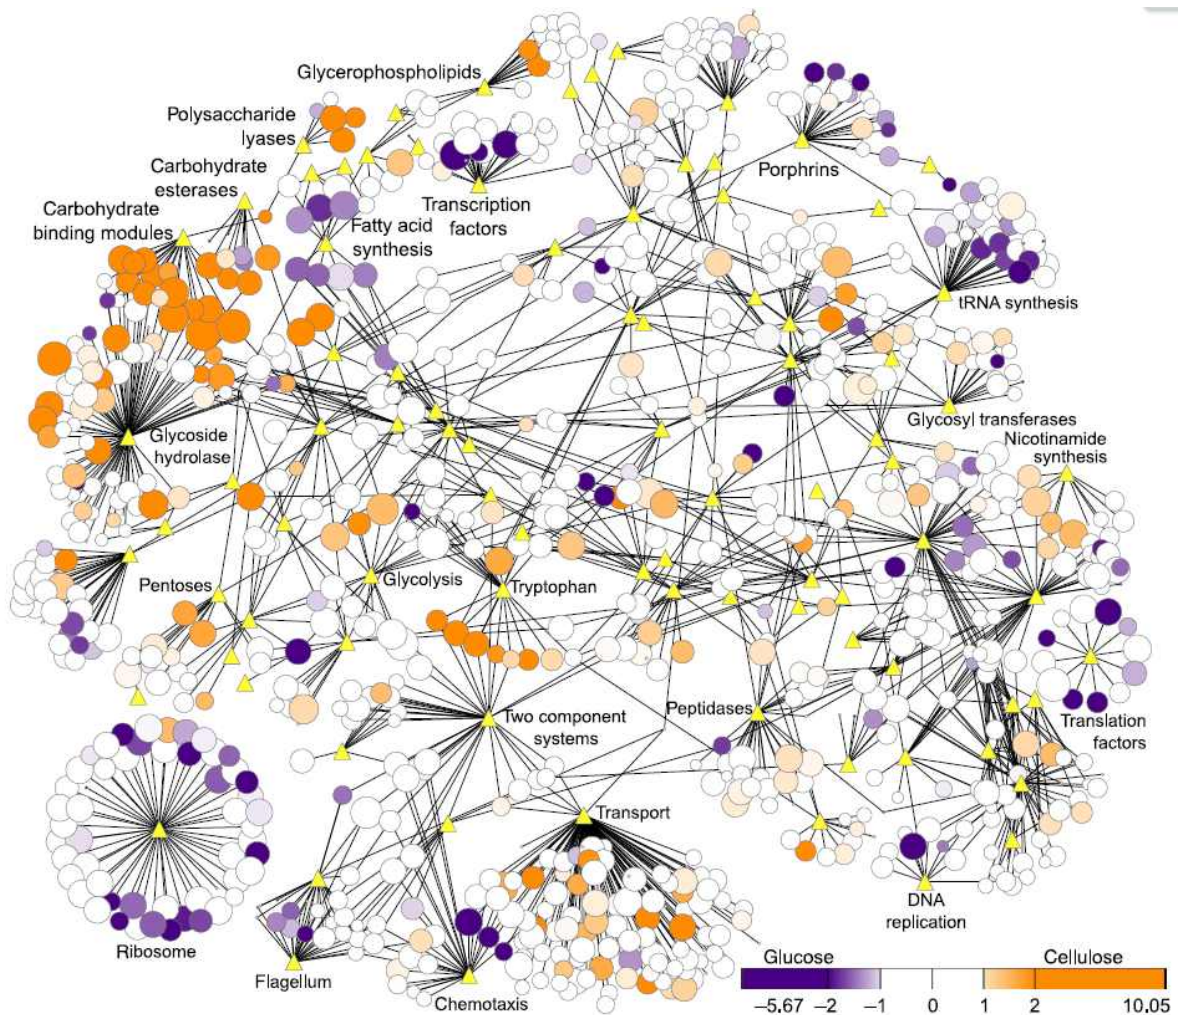 Glycerophospholipids
Polysaccharide
lyases
Carbohydrate
esterases
Carbohydrate
binding modules
Transcription
factors
Fatty acid
synthesis
Porphrins
tRNA synthesis
Glycosyl transferases
Nicotinamide
synthesis
Glycoside
hydrolase
Pentoses
Glycolysis
Tryptophan
Two component
systems
Peptidases
Translation
factors
Transport
DNA
replication
Ribosome
Flagellum
Chemotaxis
Glucose Cellulose
–5.67 –2 –1 0 1 2 10.05